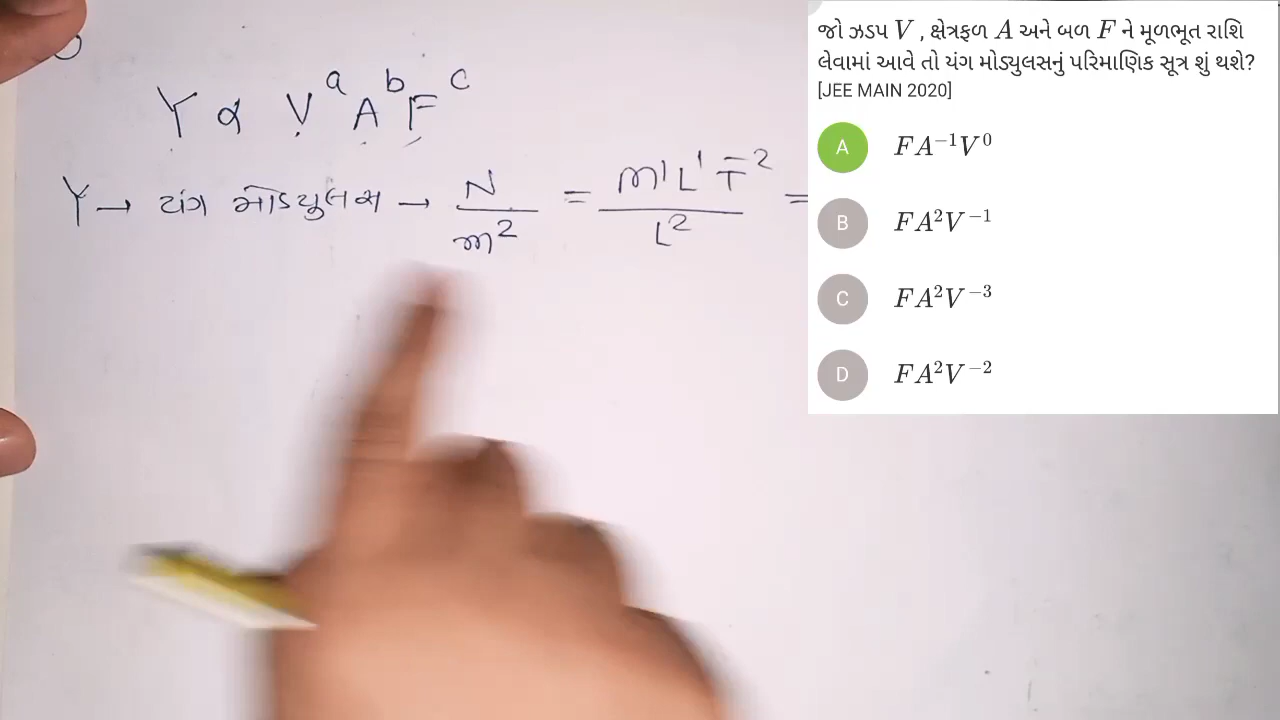 Y α V^a A^b F^c
Y → યંગ મોડ્યુલસ → N/m² = M¹L¹T⁻²/L² =
જો ઝડપ V , ક્ષેત્રફળ A અને બળ F ને મૂળભૂત રાશિ
લેવામાં આવે તો યંગ મોડ્યુલસનું પરિમાણિક સૂત્ર શું થશે?
[JEE MAIN 2020]
A FA⁻¹V⁰
B FA²V⁻¹
C FA²V⁻³
D FA²V⁻²